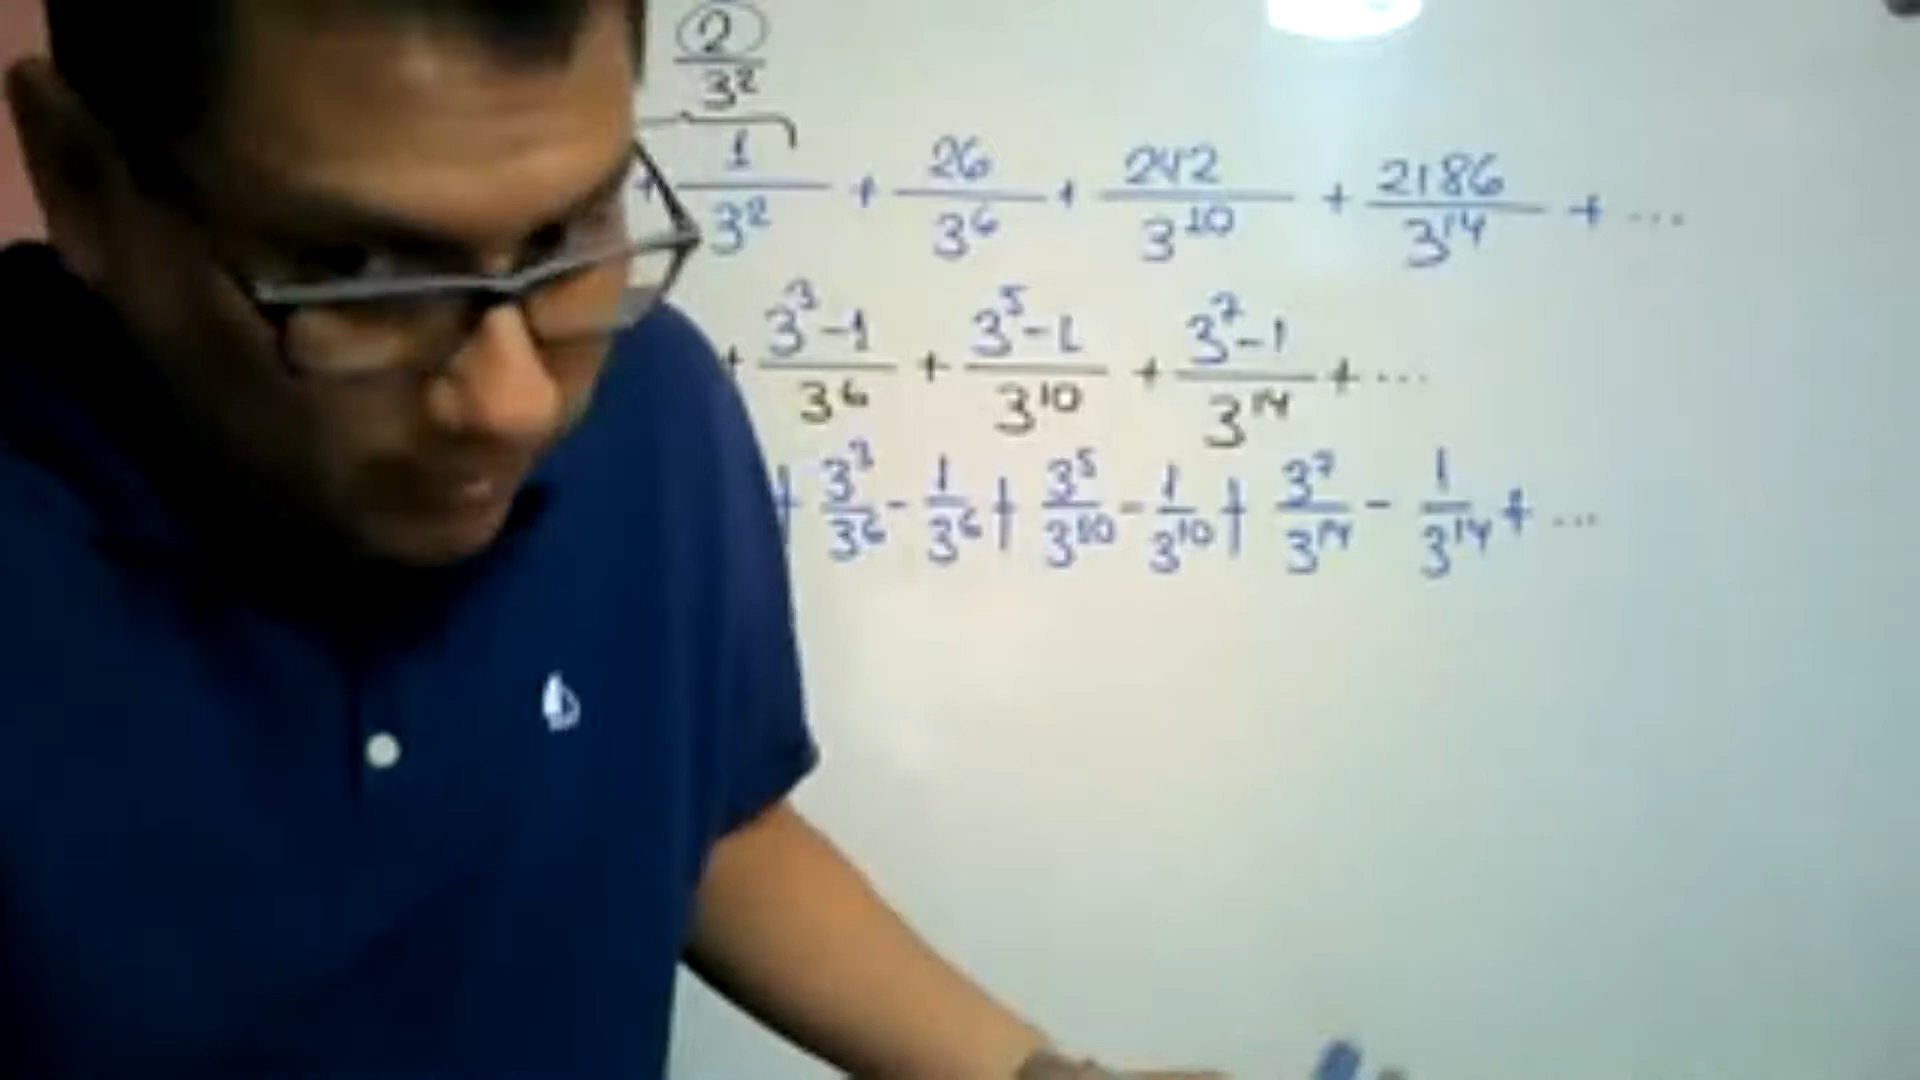 2/3²
+ 1/3² + 26/3⁶ + 242/3¹⁰ + 2186/3¹⁴ + ...
+ (3³-1)/3⁶ + (3⁵-1)/3¹⁰ + (3⁷-1)/3¹⁴ + ...
+ 3³/3⁶ - 1/3⁶ + 3⁵/3¹⁰ - 1/3¹⁰ + 3⁷/3¹⁴ - 1/3¹⁴ + ...